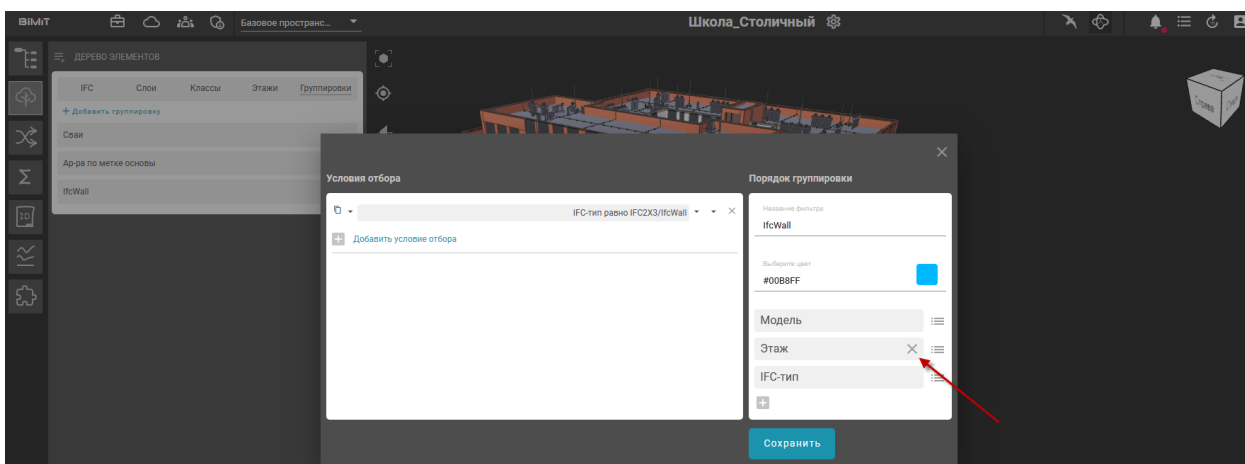 BIMiT
Базовое пространс...
Школа_Столичный
ДЕРЕВО ЭЛЕМЕНТОВ
IFC Слои Классы Этажи Группировки
+ Добавить группировку
Сваи
Ар-ра по метке основы
IfcWall
2D
Справа
Условия отбора
Порядок группировки
IFC-тип равно IFC2X3/IfcWall
Добавить условие отбора
Название фильтра
IfcWall
Выберите цвет
#00B8FF
Модель
Этаж
IFC-тип
Сохранить